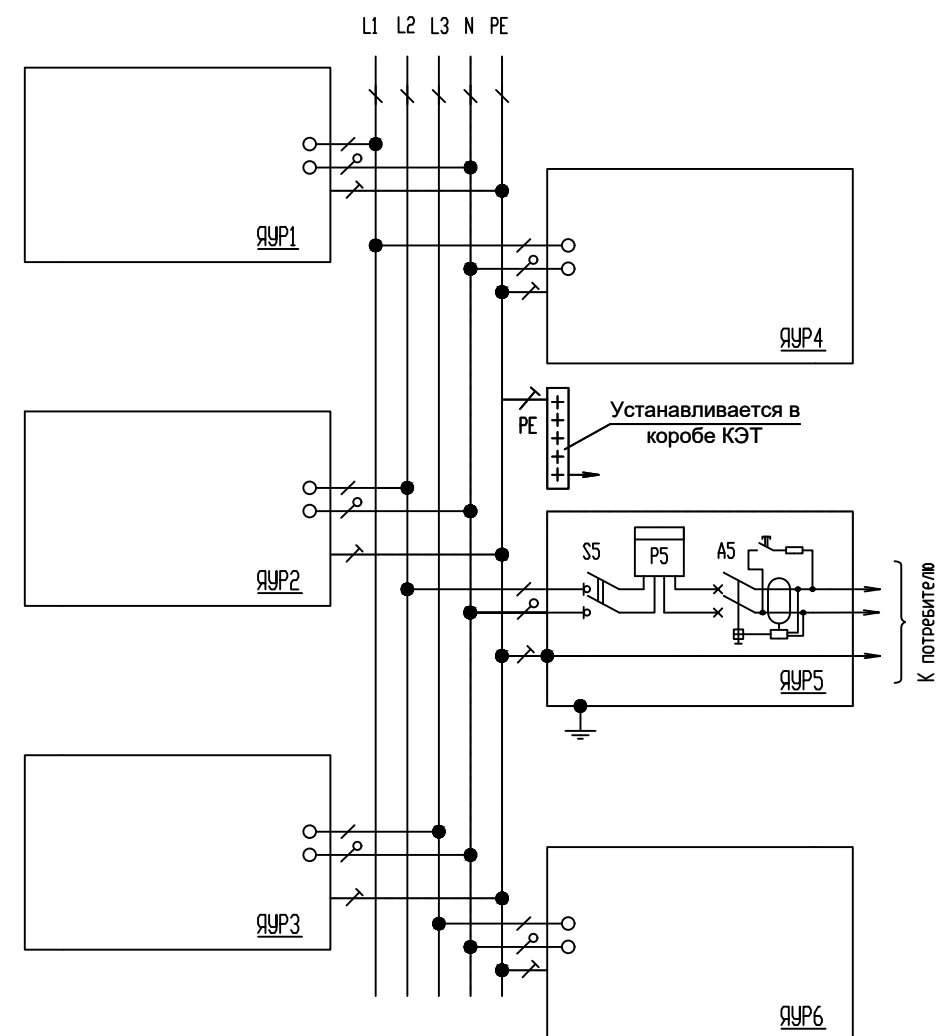 L1 L2 L3 N PE
ЯУР1
ЯУР4
PE
Устанавливается в
коробе КЭТ
ЯУР2
S5
P5
A5
ЯУР5
К потребителю
ЯУР3
ЯУР6